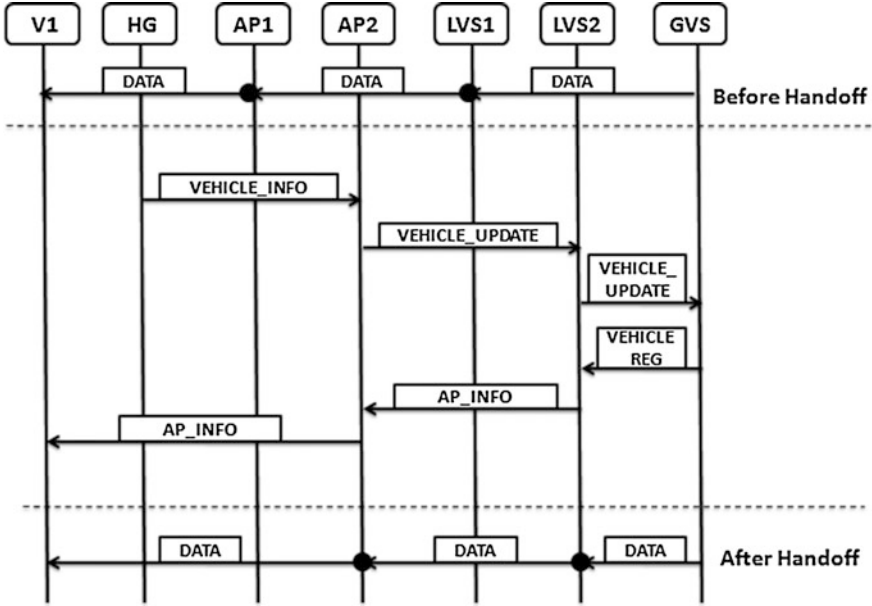 V1 HG AP1 AP2 LVS1 LVS2 GVS
DATA DATA DATA
Before Handoff
VEHICLE_INFO
VEHICLE_UPDATE
VEHICLE_
UPDATE
VEHICLE
REG
AP_INFO
AP_INFO
DATA DATA DATA
After Handoff